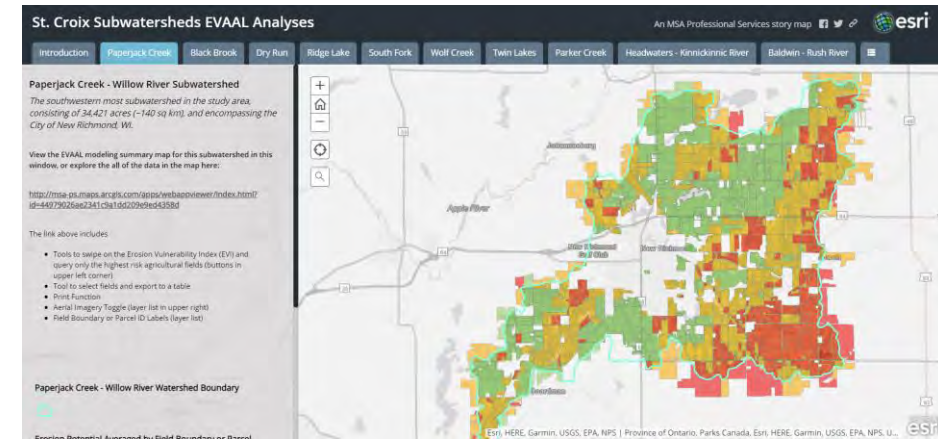 St. Croix Subwatersheds EVAAL Analyses
An MSA Professional Services story map
esri
Introduction
Paperjack Creek
Black Brook
Dry Run
Ridge Lake
South Fork
Wolf Creek
Twin Lakes
Parker Creek
Headwaters - Kinnickinnic River
Baldwin - Rush River
Paperjack Creek - Willow River Subwatershed
The southwestern most subwatershed in the study area,
consisting of 34,421 acres (~140 sq km), and encompassing the
City of New Richmond, WI.
View the EVAAL modeling summary map for this subwatershed in this
window, or explore the all of the data in the map here:
http://msa-ps.maps.arcgis.com/apps/webappviewer/index.html?
The link above includes
• Tools to swipe on the Erosion Vulnerability Index (EVI) and
query only the highest risk agricultural fields (buttons in
upper left corner)
• Tool to select fields and export to a table
• Print Function
• Aerial Imagery Toggle (layer list in upper right)
• Field Boundary or Parcel ID Labels (layer list)
Paperjack Creek - Willow River Watershed Boundary
Erosion Potential Averaged by Field Boundary or Parcel
Apple River
Esri, HERE, Garmin, USGS, EPA, NPS | Province of Ontario, Parks Canada, Esri, HERE, Garmin, USGS, EPA, NPS, U...
esri